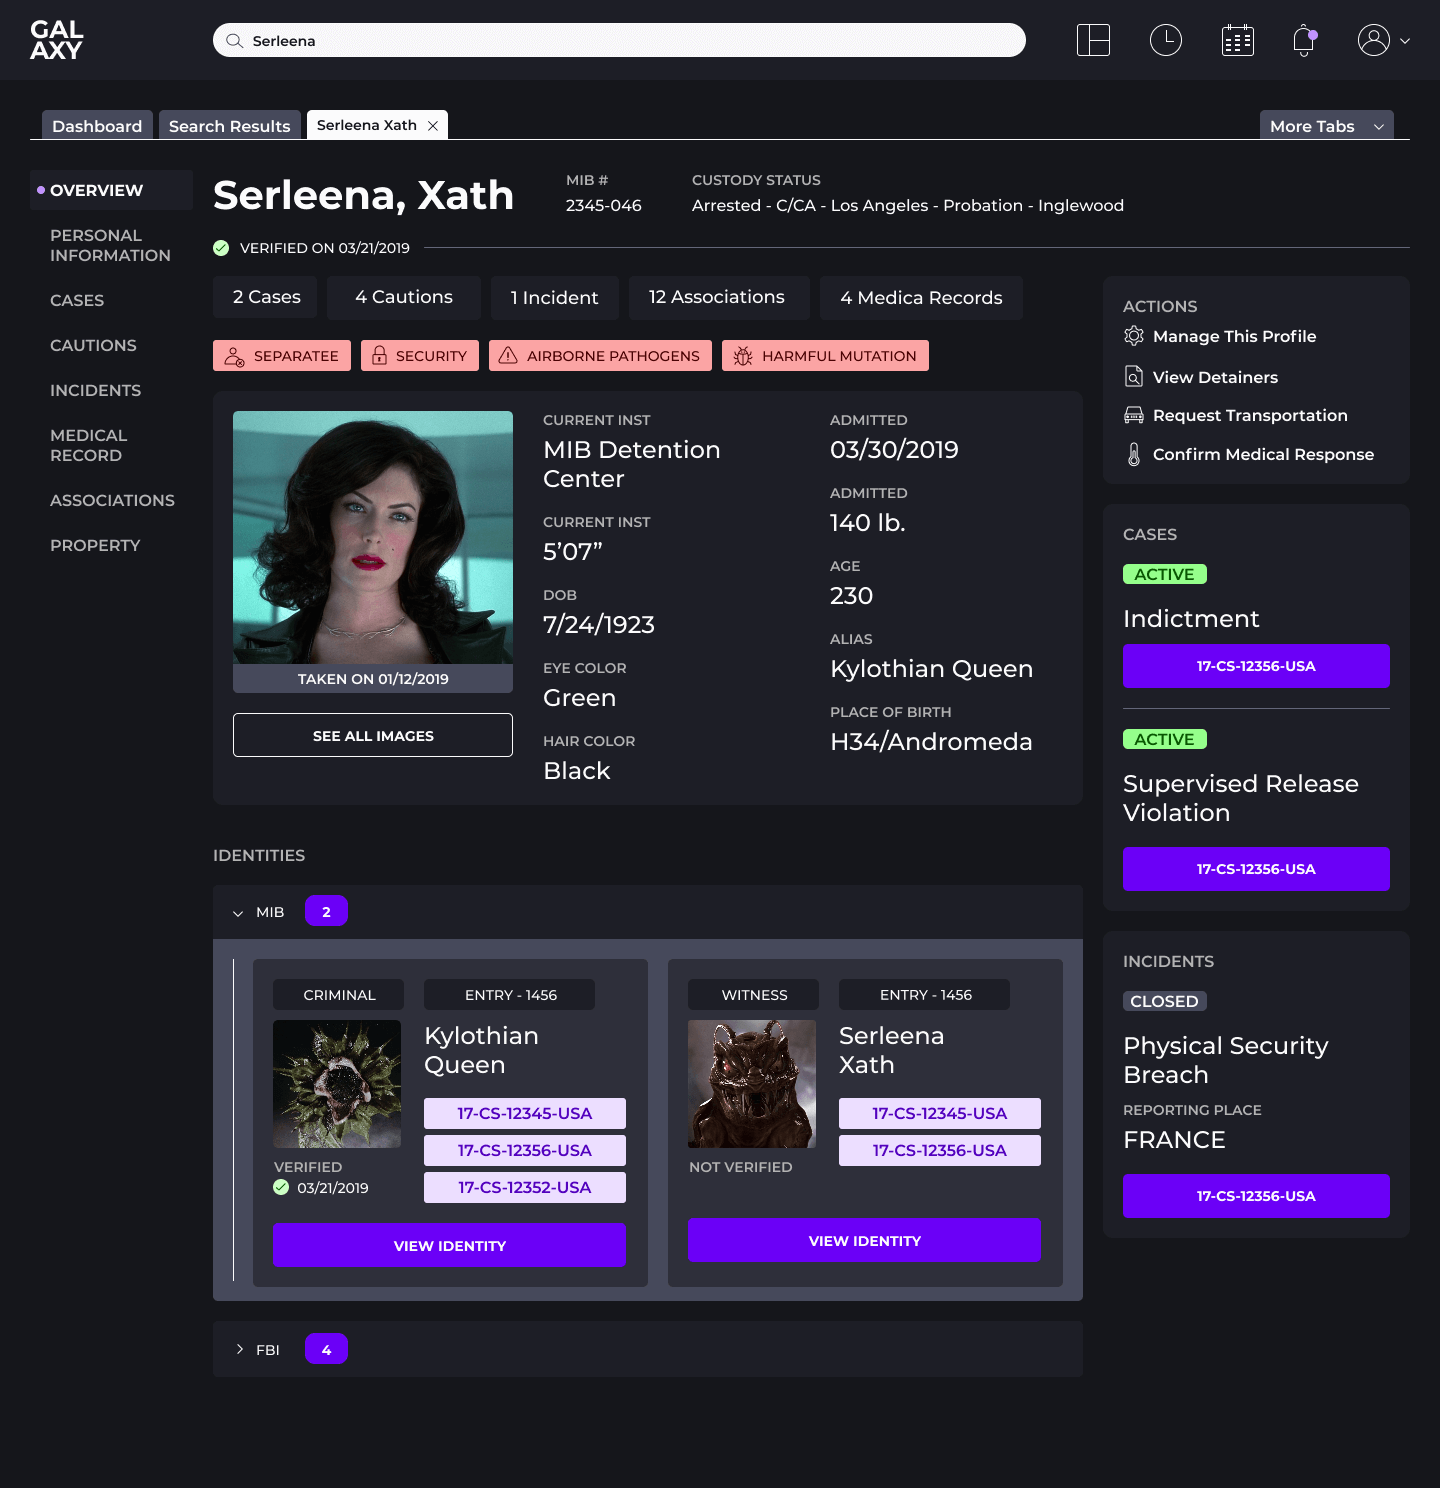 GAL
AXY
Serleena
Dashboard
Search Results
Serleena Xath
More Tabs
OVERVIEW
PERSONAL
INFORMATION
CASES
CAUTIONS
INCIDENTS
MEDICAL
RECORD
ASSOCIATIONS
PROPERTY
Serleena, Xath
MIB #
2345-046
CUSTODY STATUS
Arrested - C/CA - Los Angeles - Probation - Inglewood
VERIFIED ON 03/21/2019
2 Cases
4 Cautions
1 Incident
12 Associations
4 Medica Records
SEPARATEE
SECURITY
AIRBORNE PATHOGENS
HARMFUL MUTATION
TAKEN ON 01/12/2019
SEE ALL IMAGES
CURRENT INST
MIB Detention
Center
CURRENT INST
5’07”
DOB
7/24/1923
EYE COLOR
Green
HAIR COLOR
Black
ADMITTED
03/30/2019
ADMITTED
140 lb.
AGE
230
ALIAS
Kylothian Queen
PLACE OF BIRTH
H34/Andromeda
ACTIONS
Manage This Profile
View Detainers
Request Transportation
Confirm Medical Response
CASES
ACTIVE
Indictment
17-CS-12356-USA
ACTIVE
Supervised Release
Violation
17-CS-12356-USA
INCIDENTS
CLOSED
Physical Security
Breach
REPORTING PLACE
FRANCE
17-CS-12356-USA
IDENTITIES
MIB
2
CRIMINAL
ENTRY - 1456
Kylothian
Queen
17-CS-12345-USA
17-CS-12356-USA
17-CS-12352-USA
VERIFIED
03/21/2019
VIEW IDENTITY
WITNESS
ENTRY - 1456
Serleena
Xath
17-CS-12345-USA
17-CS-12356-USA
NOT VERIFIED
VIEW IDENTITY
FBI
4